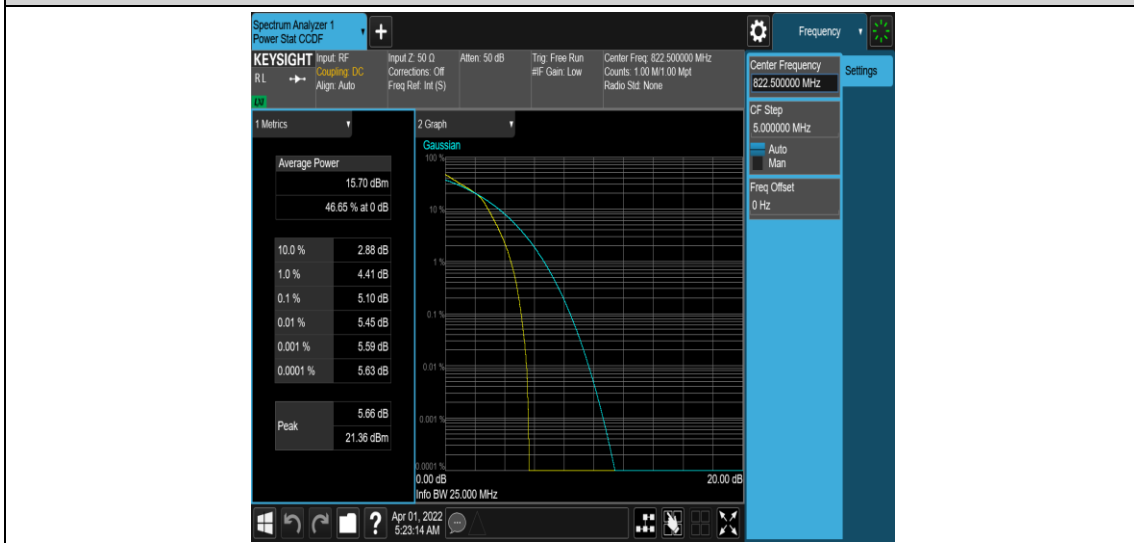 Spectrum Analyzer 1
Power Stat CCDF
Frequency
KEYSIGHT
RL
LXI
Input: RF
Coupling: DC
Align: Auto
Input Z: 50 Ω
Corrections: Off
Freq Ref: Int (S)
Atten: 50 dB
Trig: Free Run
#IF Gain: Low
Center Freq: 822.500000 MHz
Counts: 1.00 M/1.00 Mpt
Radio Std: None
Center Frequency
822.500000 MHz
Settings
CF Step
5.000000 MHz
Auto
Man
Freq Offset
0 Hz
1 Metrics
Average Power
15.70 dBm
46.65 % at 0 dB
10.0 % 2.88 dB
1.0 % 4.41 dB
0.1 % 5.10 dB
0.01 % 5.45 dB
0.001 % 5.59 dB
0.0001 % 5.63 dB
Peak
5.66 dB
21.36 dBm
2 Graph
Gaussian
100 %
10 %
1 %
0.1 %
0.01 %
0.001 %
0.0001 %
0.00 dB 20.00 dB
Info BW 25.000 MHz
?
Apr 01, 2022
5:23:14 AM